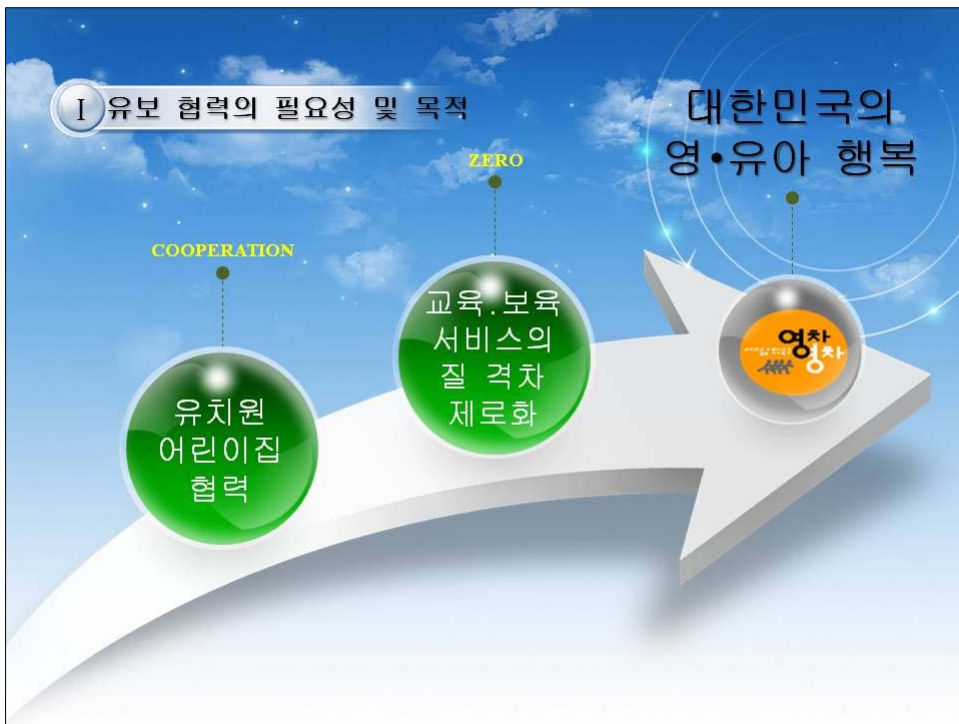 Ⅰ 유보 협력의 필요성 및 목적
대한민국의
영•유아 행복
ZERO
COOPERATION
교육.보육
서비스의
질 격차
제로화
영차
영차
유치원
어린이집
협력